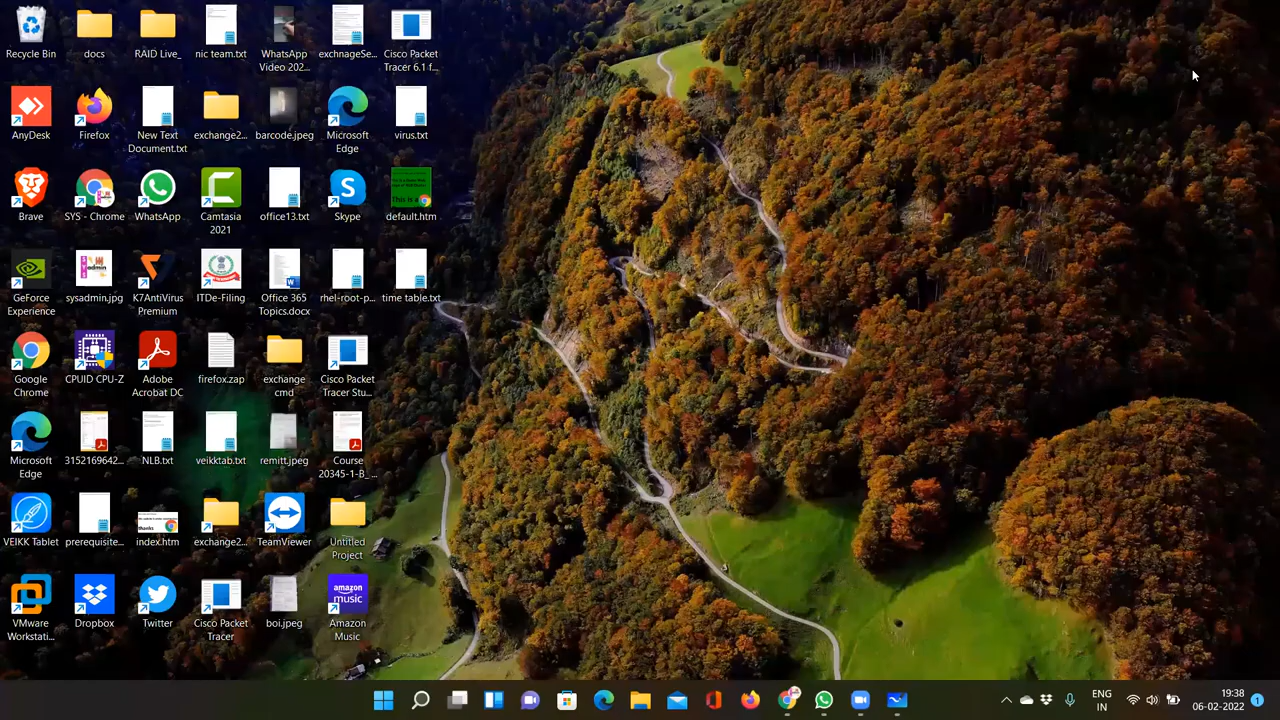 Recycle Bin
docs
RAID Live_
nic team.txt
WhatsApp
Video 202...
exchnageSe...
Cisco Packet
Tracer 6.1 f...
AnyDesk
Firefox
New Text
Document.txt
exchange2...
barcode.jpeg
Microsoft
Edge
virus.txt
Brave
SYS - Chrome
WhatsApp
Camtasia
2021
office13.txt
Skype
This is a
default.htm
GeForce
Experience
admin
sysadmin.jpg
K7AntiVirus
Premium
ITDe-Filing
Office 365
Topics.docx
rhel-root-p...
time table.txt
Google
Chrome
CPUID CPU-Z
Adobe
Acrobat DC
firefox.zap
exchange
cmd
Cisco Packet
Tracer Stu...
Microsoft
Edge
3152169642...
NLB.txt
veikktab.txt
remitt.jpeg
Course
20345-1-B_ ...
VEIKK Tablet
prerequisite...
thanks
index.htm
exchange2...
TeamViewer
Untitled
Project
VMware
Workstati...
Dropbox
Twitter
Cisco Packet
Tracer
boi.jpeg
amazon
music
Amazon
Music
ENG
IN
19:38
06-02-2022
1